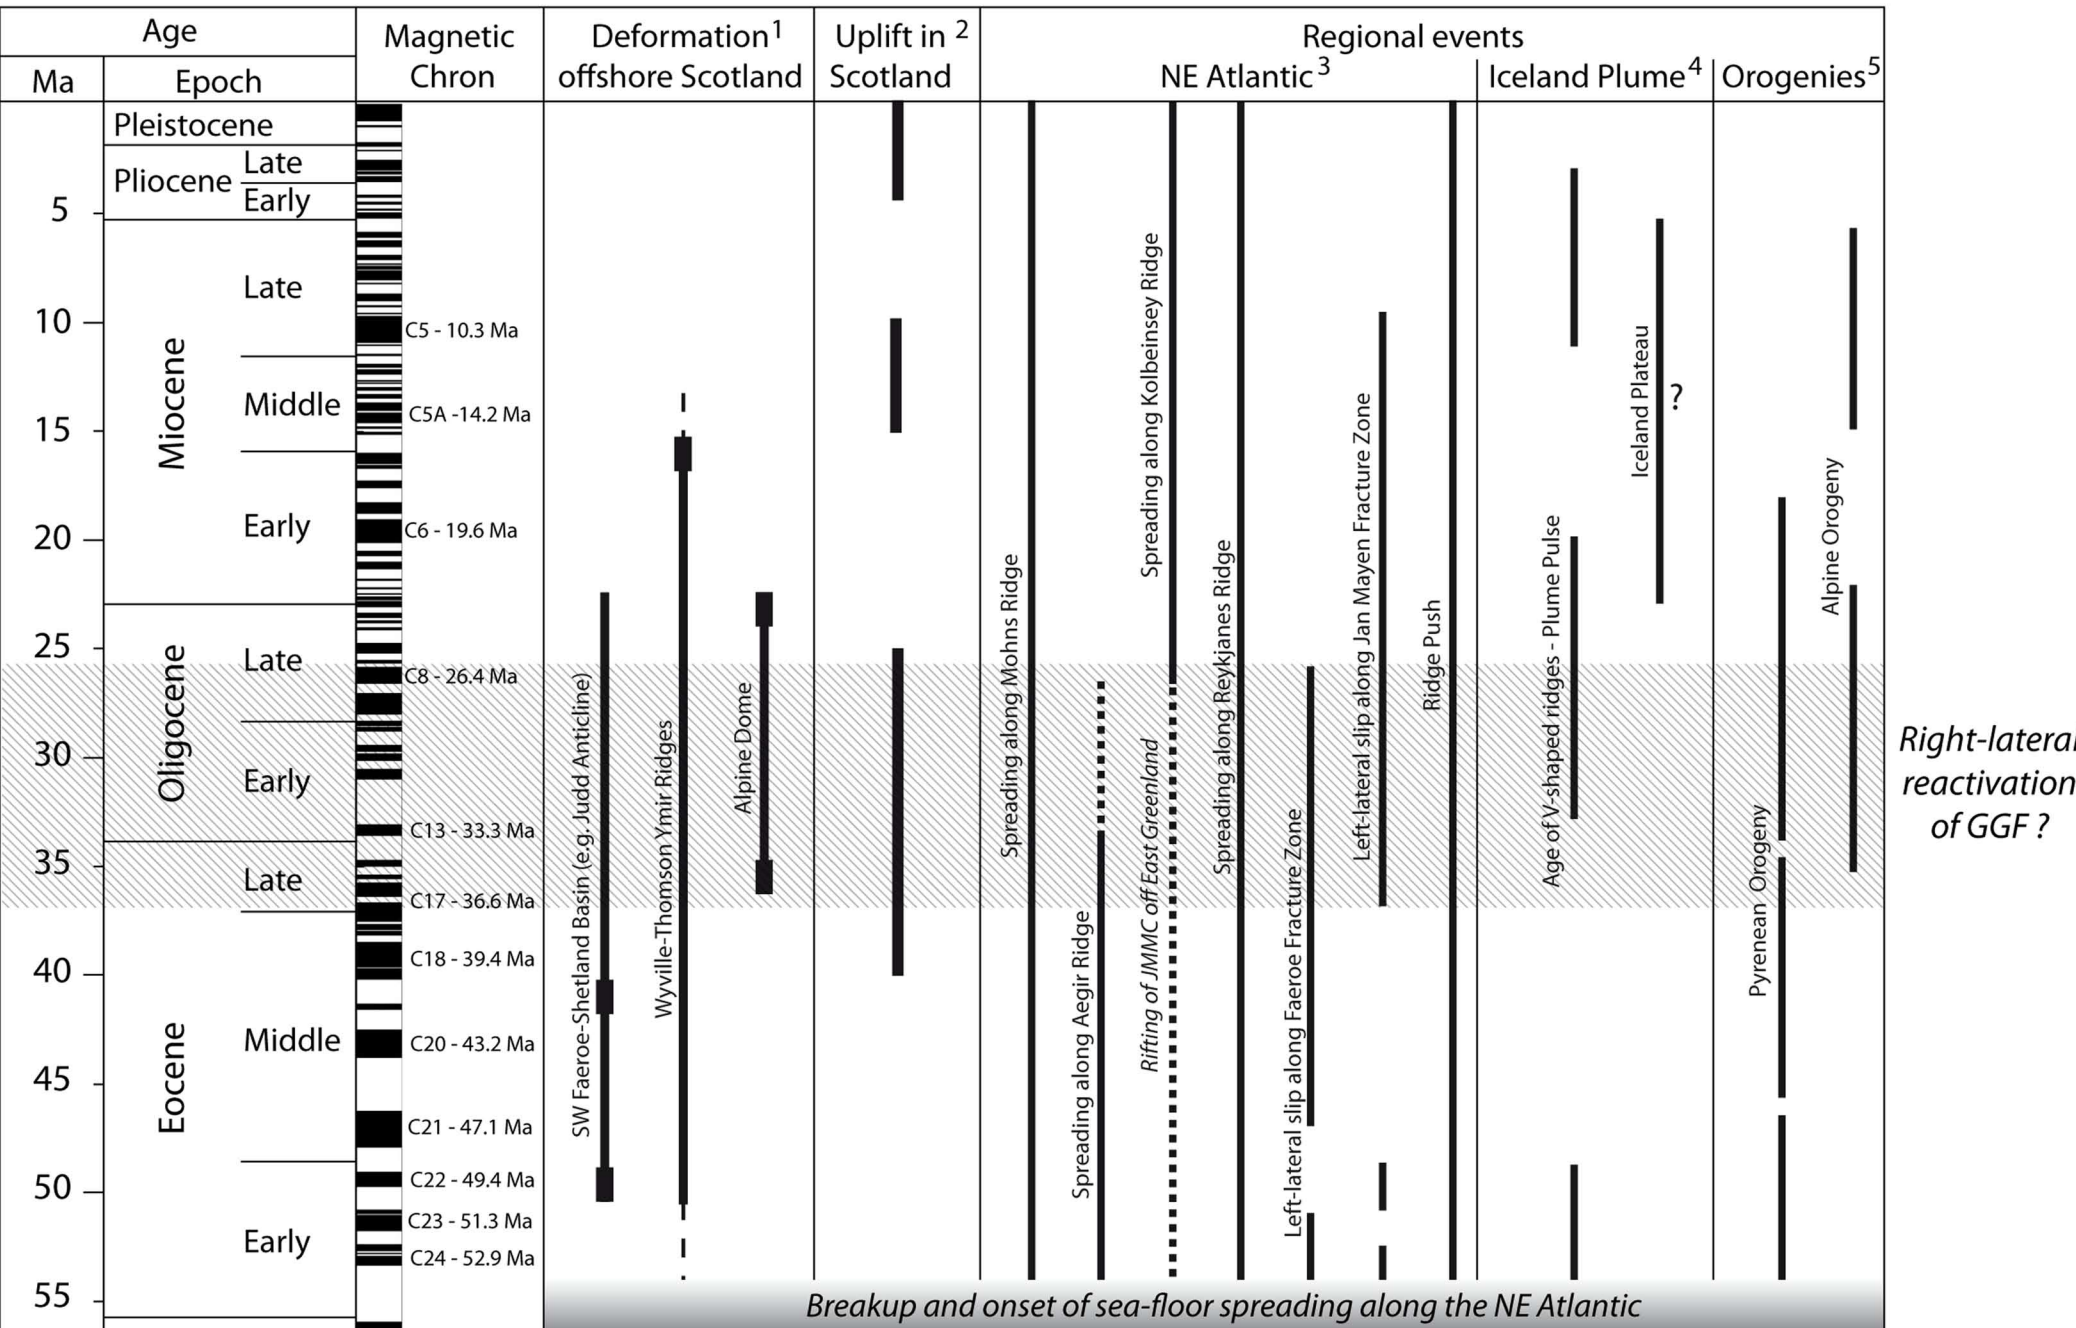 Age
Magnetic
Chron
Deformation1
offshore Scotland
Uplift in 2
Scotland
Regional events
Ma
Epoch
NE Atlantic3
Iceland Plume4
Orogenies5
Pleistocene
Pliocene
Late
Early
Miocene
Late
Middle
Early
Oligocene
Late
Early
Eocene
Late
Middle
Early
5
10
15
20
25
30
35
40
45
50
55
C5 - 10.3 Ma
C5A -14.2 Ma
C6 - 19.6 Ma
C8 - 26.4 Ma
C13 - 33.3 Ma
C17 - 36.6 Ma
C18 - 39.4 Ma
C20 - 43.2 Ma
C21 - 47.1 Ma
C22 - 49.4 Ma
C23 - 51.3 Ma
C24 - 52.9 Ma
SW Faeroe-Shetland Basin (e.g. Judd Anticline)
Wyville-Thomson Ymir Ridges
Alpine Dome
Spreading along Mohns Ridge
Spreading along Aegir Ridge
Spreading along Kolbeinsey Ridge
Rifting of JMMC off East Greenland
Spreading along Reykjanes Ridge
Left-lateral slip along Faeroe Fracture Zone
Left-lateral slip along Jan Mayen Fracture Zone
Ridge Push
Age of V-shaped ridges - Plume Pulse
Iceland Plateau
?
Pyrenean Orogeny
Alpine Orogeny
Right-lateral
reactivation
of GGF ?
Breakup and onset of sea-floor spreading along the NE Atlantic